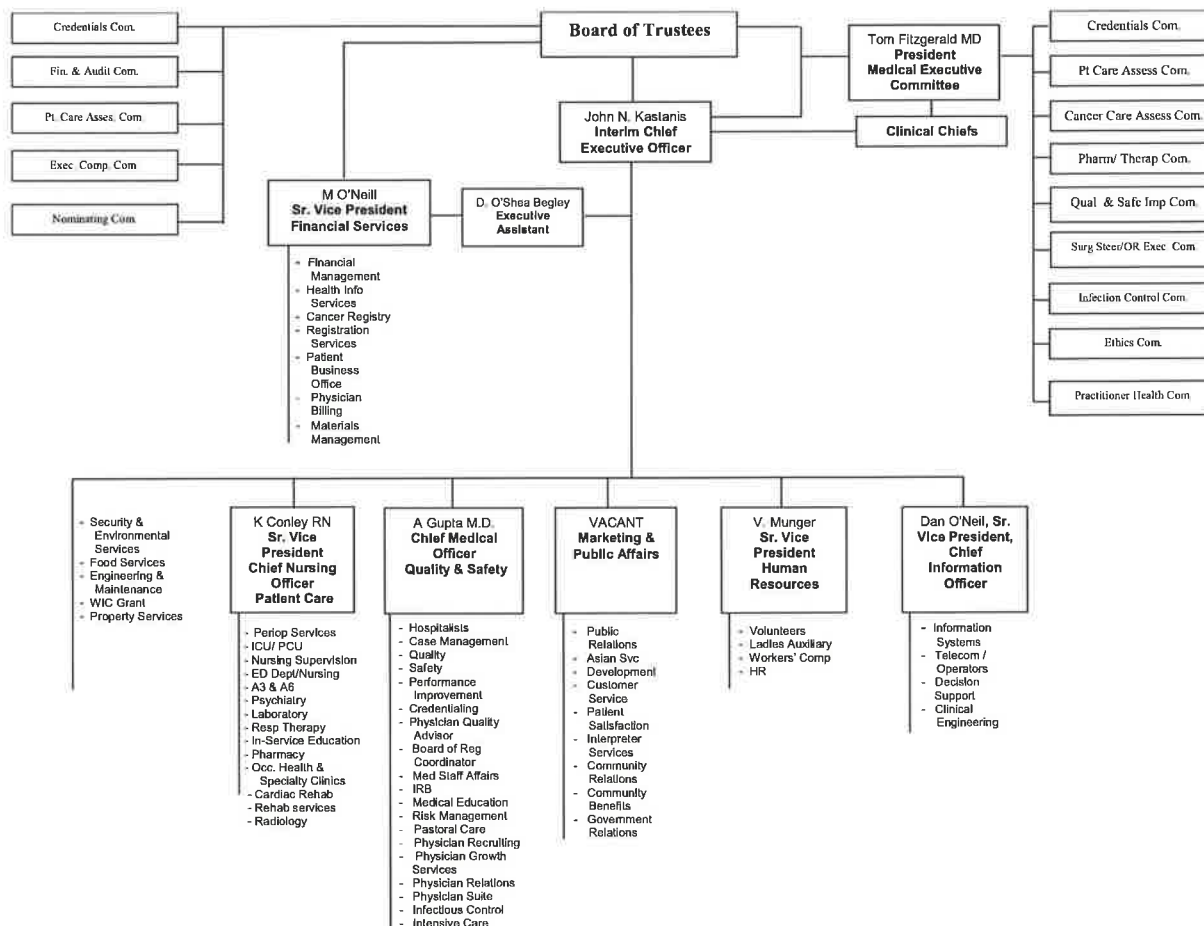 Board of Trustees
Credentials Com.
Fin. & Audit Com.
Pt. Care Asses. Com
Exec. Comp. Com
Nominating Com.
Tom Fitzgerald MD
President
Medical Executive
Committee
Clinical Chiefs
Credentials Com.
Pt Care Assess Com.
Cancer Care Assess Com.
Pharm/ Therap Com.
Qual & Safe Imp Com.
Surg Steer/OR Exec Com.
Infection Control Com.
Ethics Com.
Practitioner Health Com.
John N. Kastanis
Interim Chief
Executive Officer
M O'Neill
Sr. Vice President
Financial Services
D. O'Shea Begley
Executive
Assistant
- Financial
Management
- Health Info
Services
- Cancer Registry
- Registration
Services
- Patient
Business
Office
- Physician
Billing
- Materials
Management
- Security &
Environmental
Services
- Food Services
- Engineering &
Maintenance
- WIC Grant
- Property Services
K Conley RN
Sr. Vice
President
Chief Nursing
Officer
Patient Care
- Periop Services
- ICU/ PCU
- Nursing Supervision
- ED Dept/Nursing
- A3 & A6
- Psychiatry
- Laboratory
- Resp Therapy
- In-Service Education
- Pharmacy
- Occ. Health &
Specialty Clinics
- Cardiac Rehab
- Rehab services
- Radiology
A Gupta M.D.
Chief Medical
Officer
Quality & Safety
- Hospitalists
- Case Management
- Quality
- Safety
- Performance
Improvement
- Credentialing
- Physician Quality
Advisor
- Board of Reg
Coordinator
- Med Staff Affairs
- IRB
- Medical Education
- Risk Management
- Pastoral Care
- Physician Recruiting
- Physician Growth
Services
- Physician Relations
- Physician Suite
- Infectious Control
- Intensive Care
VACANT
Marketing &
Public Affairs
- Public
Relations
- Asian Svc
- Development
- Customer
Service
- Patient
Satisfaction
- Interpreter
Services
- Community
Relations
- Community
Benefits
- Government
Relations
V. Munger
Sr. Vice
President
Human
Resources
- Volunteers
- Ladies Auxiliary
- Workers' Comp
- HR
Dan O'Neil, Sr.
Vice President,
Chief
Information
Officer
- Information
Systems
- Telecom /
Operators
- Decision
Support
- Clinical
Engineering